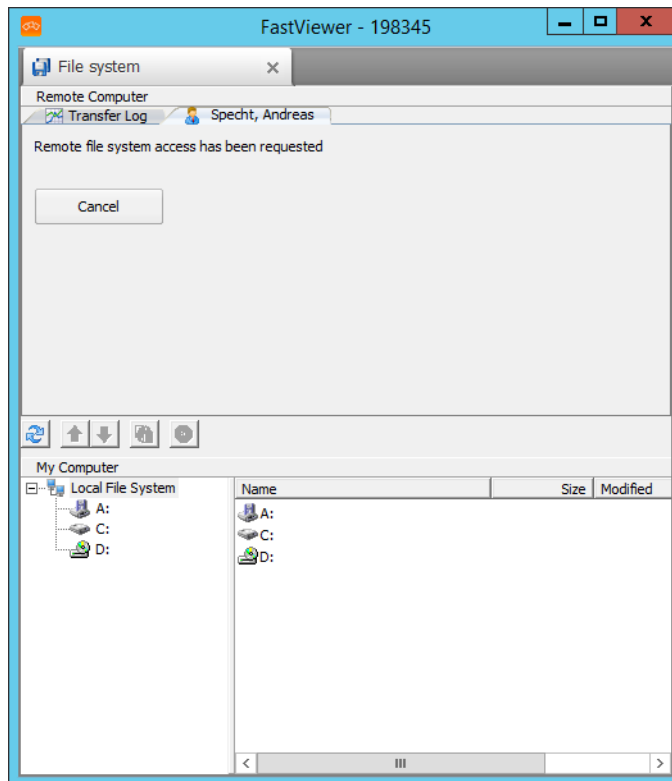 FastViewer - 198345
File system
Remote Computer
Transfer Log
Specht, Andreas
Remote file system access has been requested
Cancel
My Computer
Local File System
A:
C:
D:
Name Size Modified
A:
C:
D: